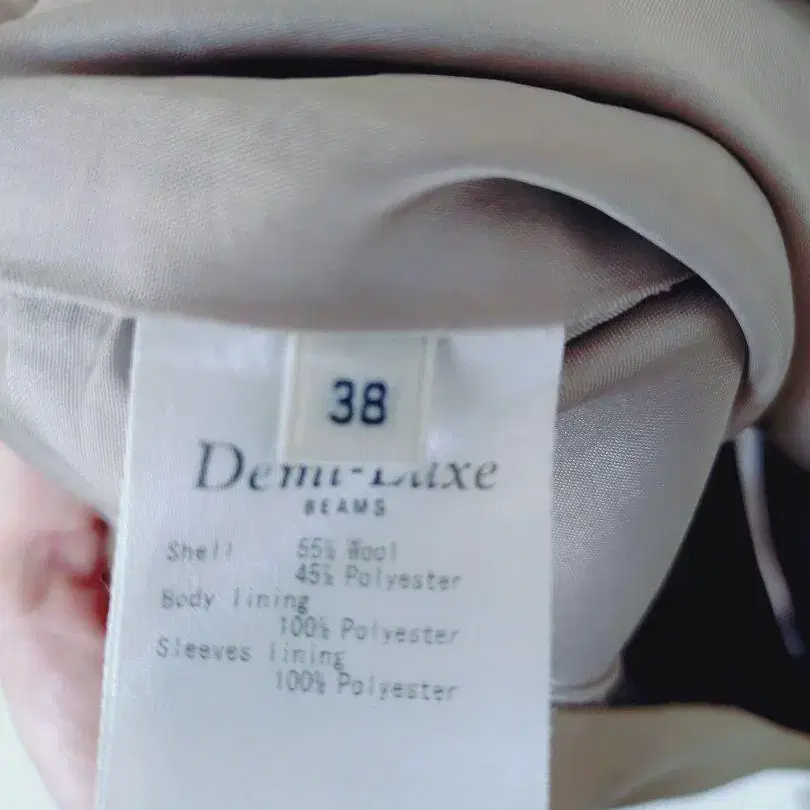 38
Demi-Luxe
BEAMS
Shell 55% Wool
45% Polyester
Body lining
100% Polyester
Sleeves lining
100% Polyester